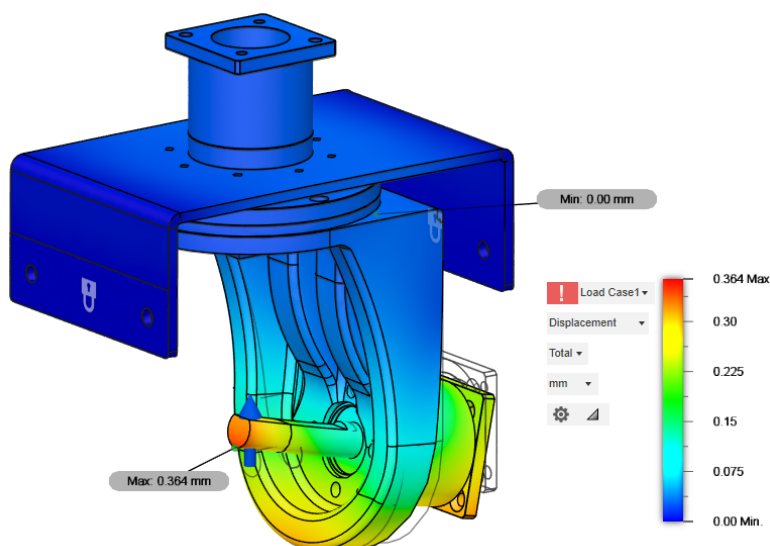 Min: 0.00 mm
! Load Case1
Displacement
Total
mm
0.364 Max
0.30
0.225
0.15
0.075
0.00 Min.
Max: 0.364 mm